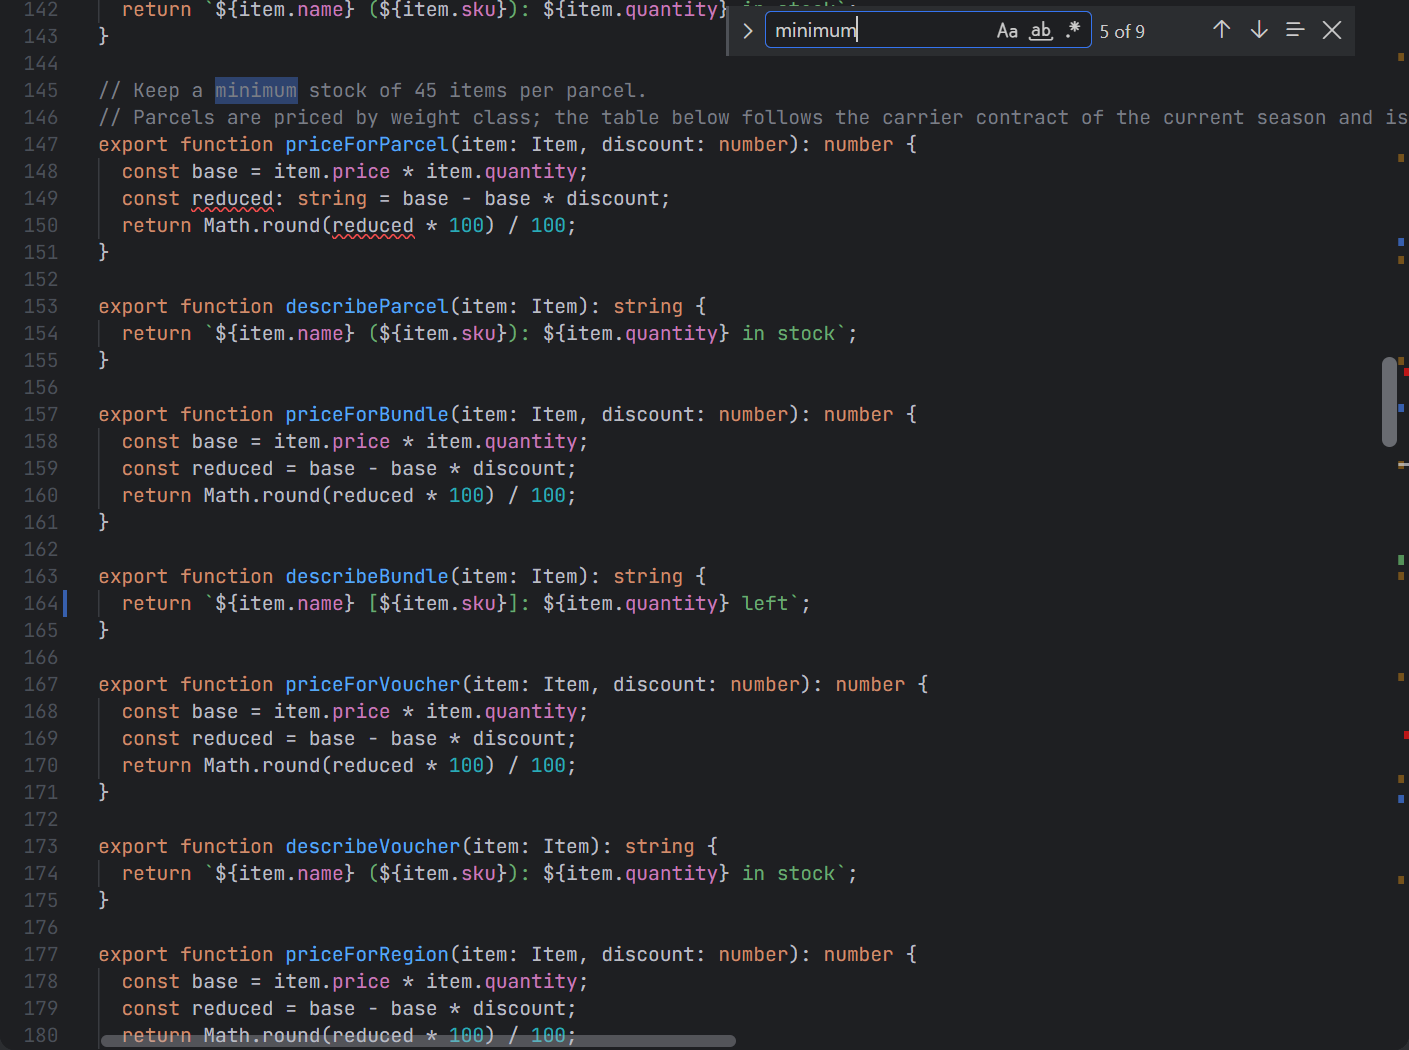 142   return `${item.name} (${item.sku}): ${item.quantity} in stock`;
minimum Aa ab .* 5 of 9
143 }
144
145 // Keep a minimum stock of 45 items per parcel.
146 // Parcels are priced by weight class; the table below follows the carrier contract of the current season and is
147 export function priceForParcel(item: Item, discount: number): number {
148   const base = item.price * item.quantity;
149   const reduced: string = base - base * discount;
150   return Math.round(reduced * 100) / 100;
151 }
152
153 export function describeParcel(item: Item): string {
154   return `${item.name} (${item.sku}): ${item.quantity} in stock`;
155 }
156
157 export function priceForBundle(item: Item, discount: number): number {
158   const base = item.price * item.quantity;
159   const reduced = base - base * discount;
160   return Math.round(reduced * 100) / 100;
161 }
162
163 export function describeBundle(item: Item): string {
164   return `${item.name} [${item.sku}]: ${item.quantity} left`;
165 }
166
167 export function priceForVoucher(item: Item, discount: number): number {
168   const base = item.price * item.quantity;
169   const reduced = base - base * discount;
170   return Math.round(reduced * 100) / 100;
171 }
172
173 export function describeVoucher(item: Item): string {
174   return `${item.name} (${item.sku}): ${item.quantity} in stock`;
175 }
176
177 export function priceForRegion(item: Item, discount: number): number {
178   const base = item.price * item.quantity;
179   const reduced = base - base * discount;
180   return Math.round(reduced * 100) / 100;